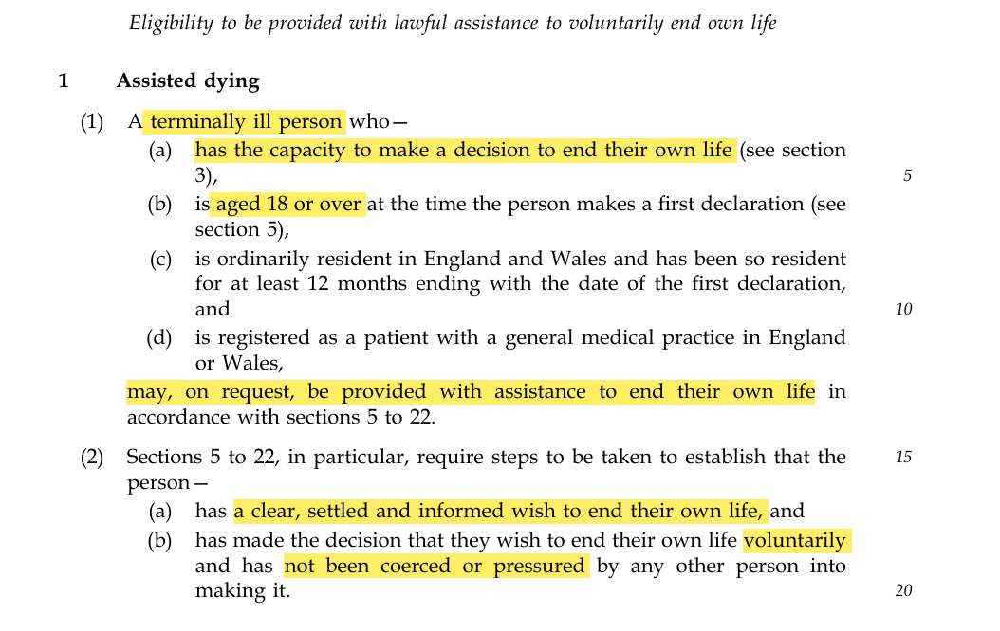 Eligibility to be provided with lawful assistance to voluntarily end own life
1 Assisted dying
(1) A terminally ill person who—
(a) has the capacity to make a decision to end their own life (see section
3), 5
(b) is aged 18 or over at the time the person makes a first declaration (see
section 5),
(c) is ordinarily resident in England and Wales and has been so resident
for at least 12 months ending with the date of the first declaration,
and 10
(d) is registered as a patient with a general medical practice in England
or Wales,
may, on request, be provided with assistance to end their own life in
accordance with sections 5 to 22.
(2) Sections 5 to 22, in particular, require steps to be taken to establish that the 15
person—
(a) has a clear, settled and informed wish to end their own life, and
(b) has made the decision that they wish to end their own life voluntarily
and has not been coerced or pressured by any other person into
making it. 20